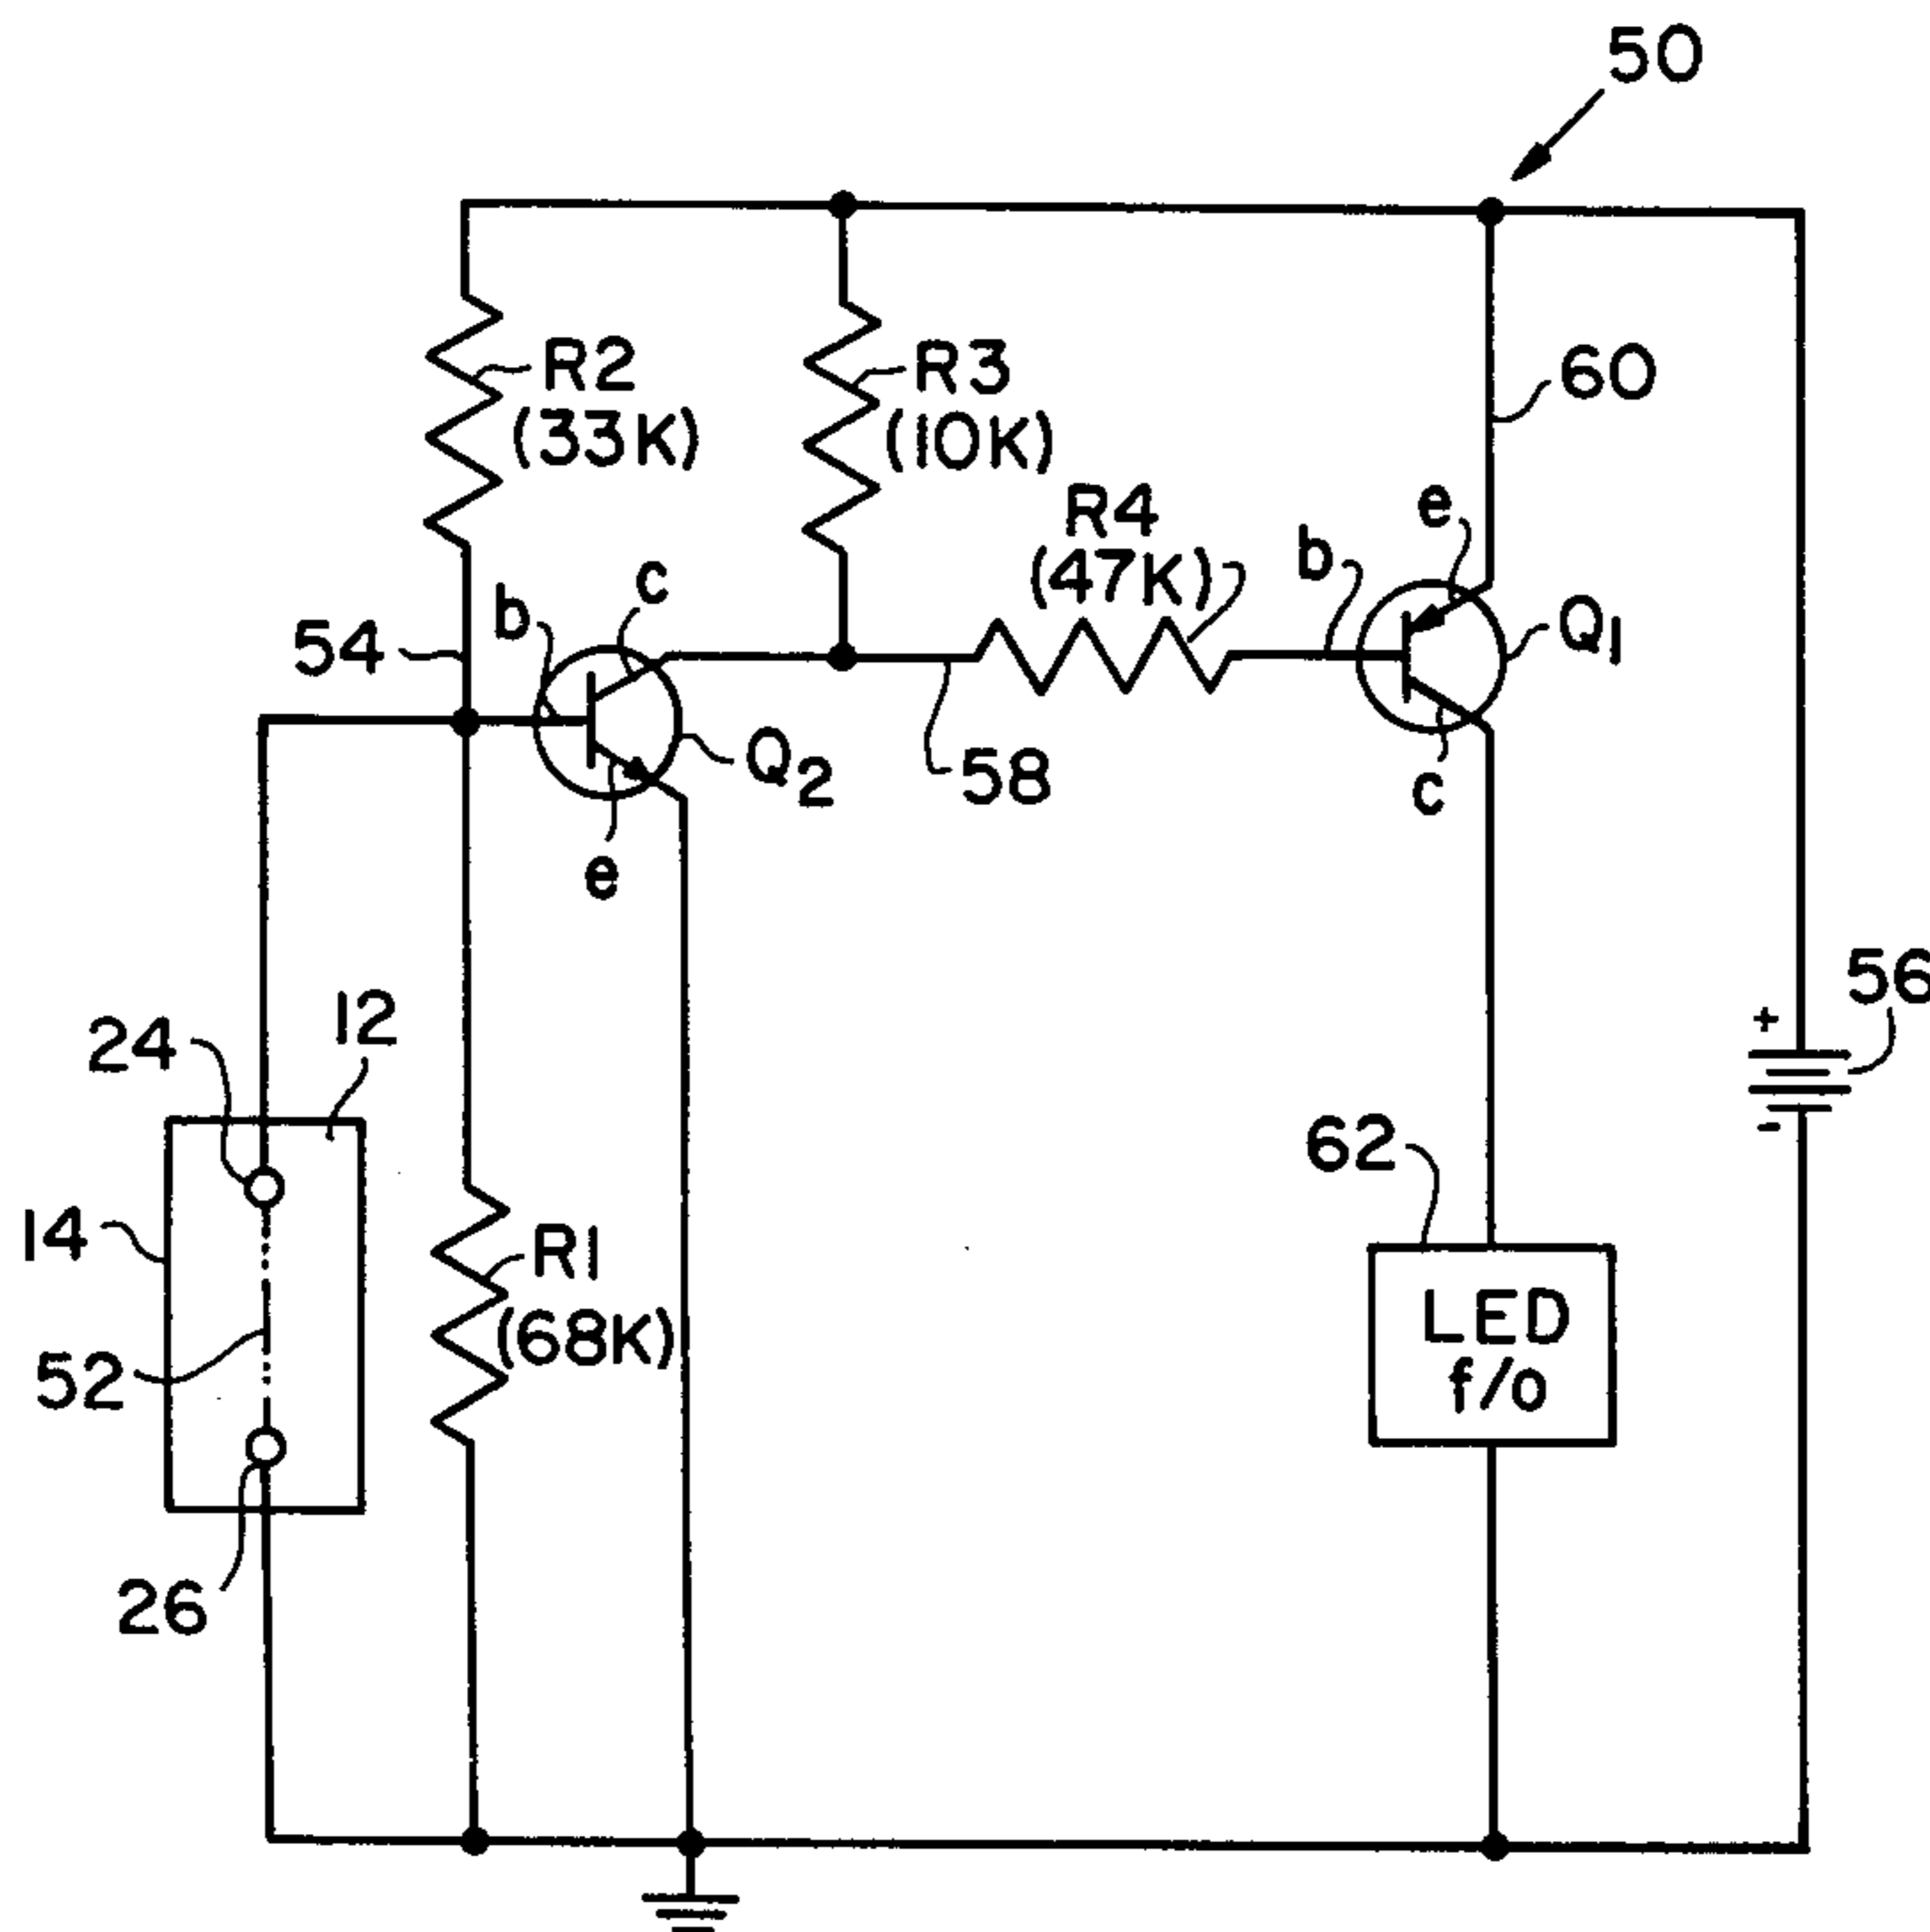 50
R2
(33K)
R3
(10K)
60
R4
(47K)
e
b
c
b
54
Q1
Q2
58
c
e
56
+
-
12
24
62
14
R1
(68K)
LED
f/o
52
26